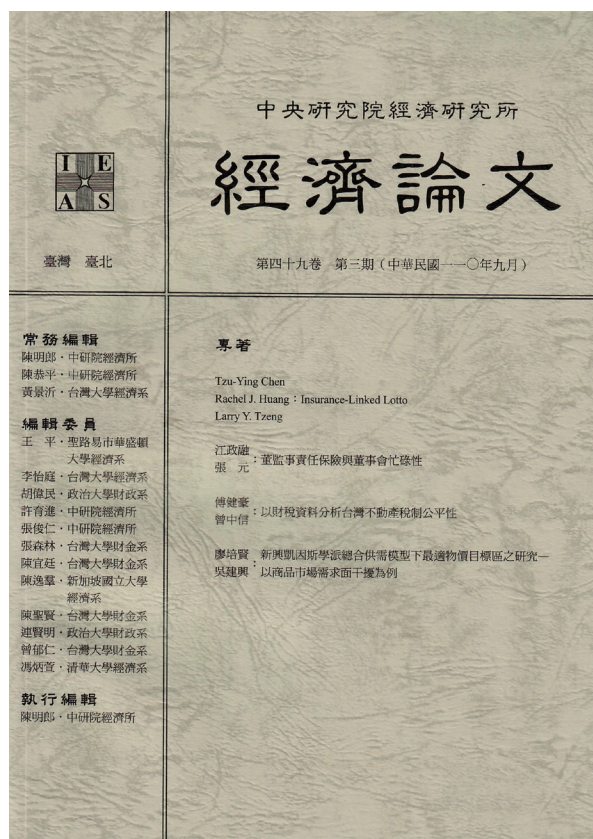 中央研究院經濟研究所
經濟論文
I E
A S
臺灣 臺北
第四十九卷 第三期(中華民國一一○年九月)
常務編輯
陳明郎・中研院經濟所
陳恭平・中研院經濟所
黃景沂・台灣大學經濟系
編輯委員
王 平・聖路易市華盛頓
大學經濟系
李怡庭・台灣大學經濟系
胡偉民・政治大學財政系
許育進・中研院經濟所
張俊仁・中研院經濟所
張森林・台灣大學財金系
陳宜廷・台灣大學財金系
陳逸羣・新加坡國立大學
經濟系
陳聖賢・台灣大學財金系
連賢明・政治大學財政系
曾郁仁・台灣大學財金系
馮炳萱・清華大學經濟系
執行編輯
陳明郎・中研院經濟所
專著
Tzu-Ying Chen
Rachel J. Huang:Insurance-Linked Lotto
Larry Y. Tzeng
江政融
張 元:董監事責任保險與董事會忙碌性
傅健豪
曾中信:以財稅資料分析台灣不動產稅制公平性
廖培賢:新興凱因斯學派總合供需模型下最適物價目標區之研究—
吳建興 以商品市場需求面干擾為例